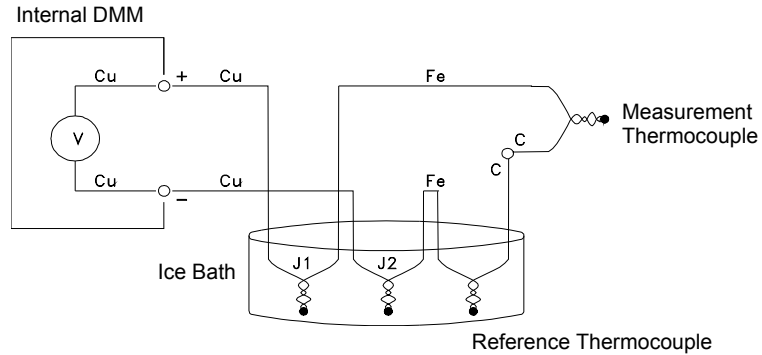 Internal DMM
Cu
+
Cu
Fe
V
Measurement
Thermocouple
C
C
Cu
Cu
Fe
−
J1
J2
Ice Bath
Reference Thermocouple